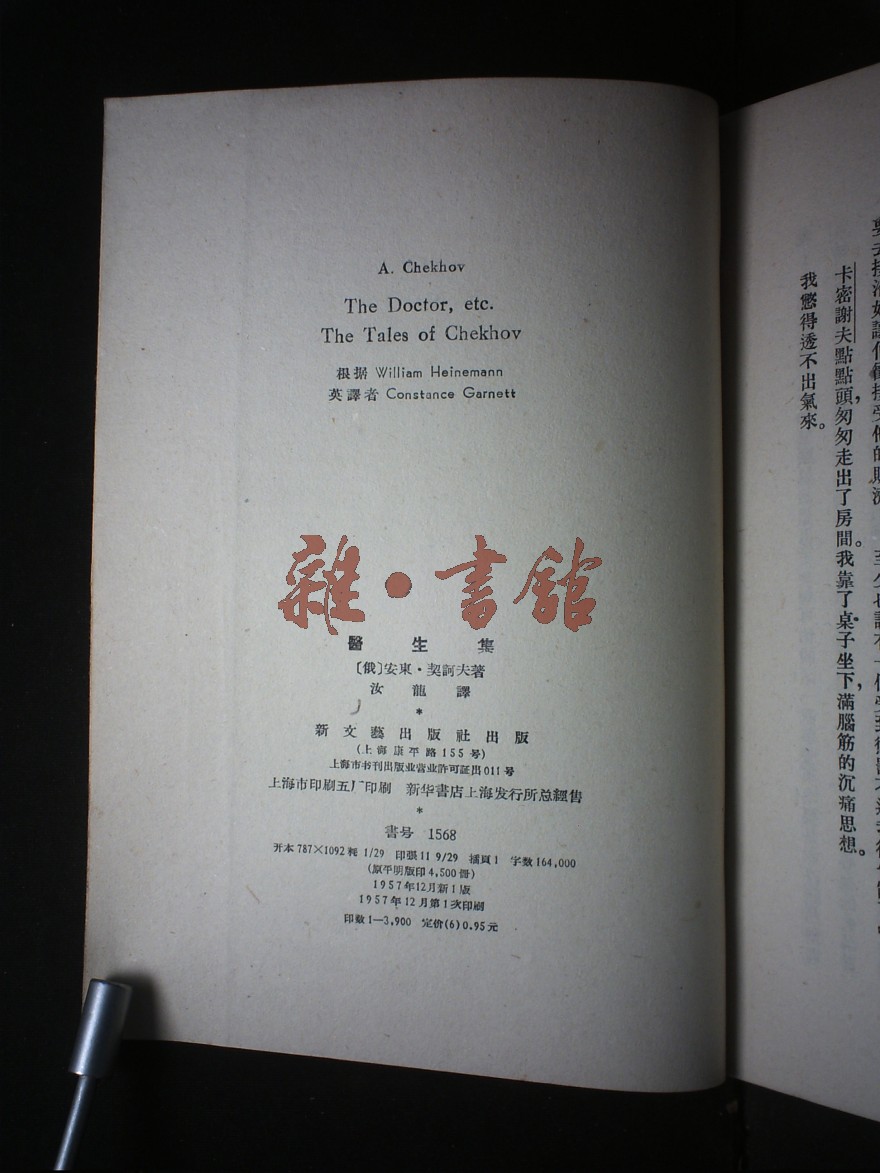 A. Chekhov
The Doctor, etc.
The Tales of Chekhov
根据 William Heinemann
英譯者 Constance Garnett
雜·書館
醫生集
〔俄〕安東·契訶夫著
汝龍譯
*
新文藝出版社出版
(上海康平路155号)
上海市书刊出版业营业許可証出011号
上海市印刷五厂印刷 新华書店上海发行所总經售
*
書号 1568
开本 787×1092 耗 1/29 印張 11 9/29 插頁 1 字数 164,000
(原平明版印 4,500 冊)
1957年12月新1版
1957年12月第1次印刷
印数 1—3,900 定价(6) 0.95 元
卡密謝夫點點頭,匆匆走出了房間。我靠了桌子坐下,滿腦筋的沉痛思想。
我憋得透不出氣來。